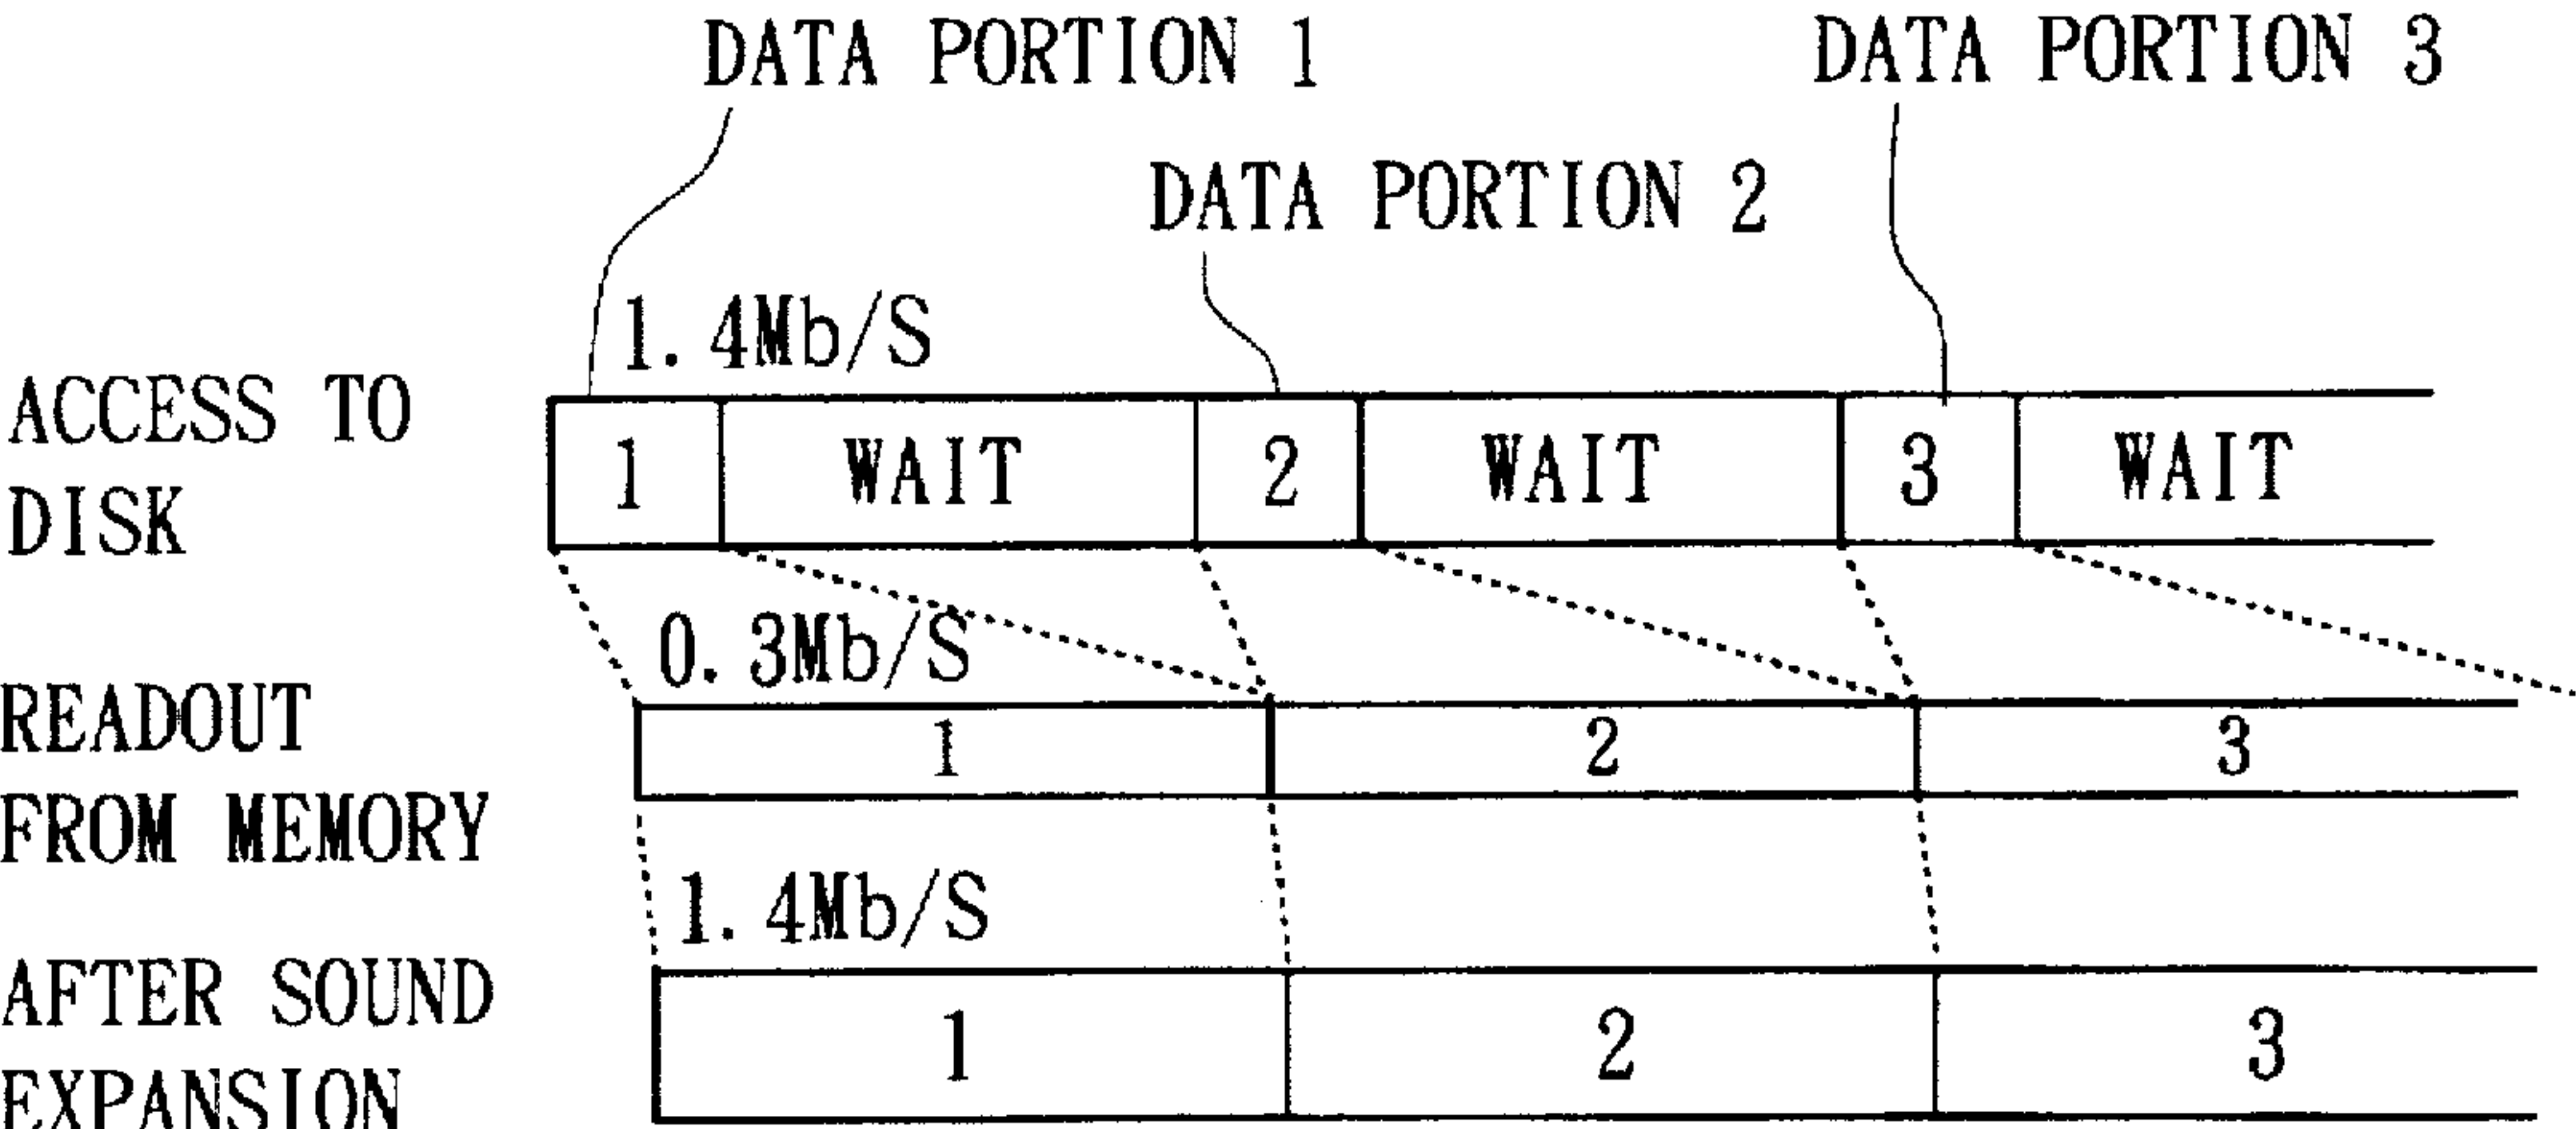 DATA PORTION 1
DATA PORTION 3
DATA PORTION 2
1.4Mb/S
ACCESS TO
DISK
1 WAIT 2 WAIT 3 WAIT
0.3Mb/S
READOUT
FROM MEMORY
1 2 3
1.4Mb/S
AFTER SOUND
EXPANSION
1 2 3